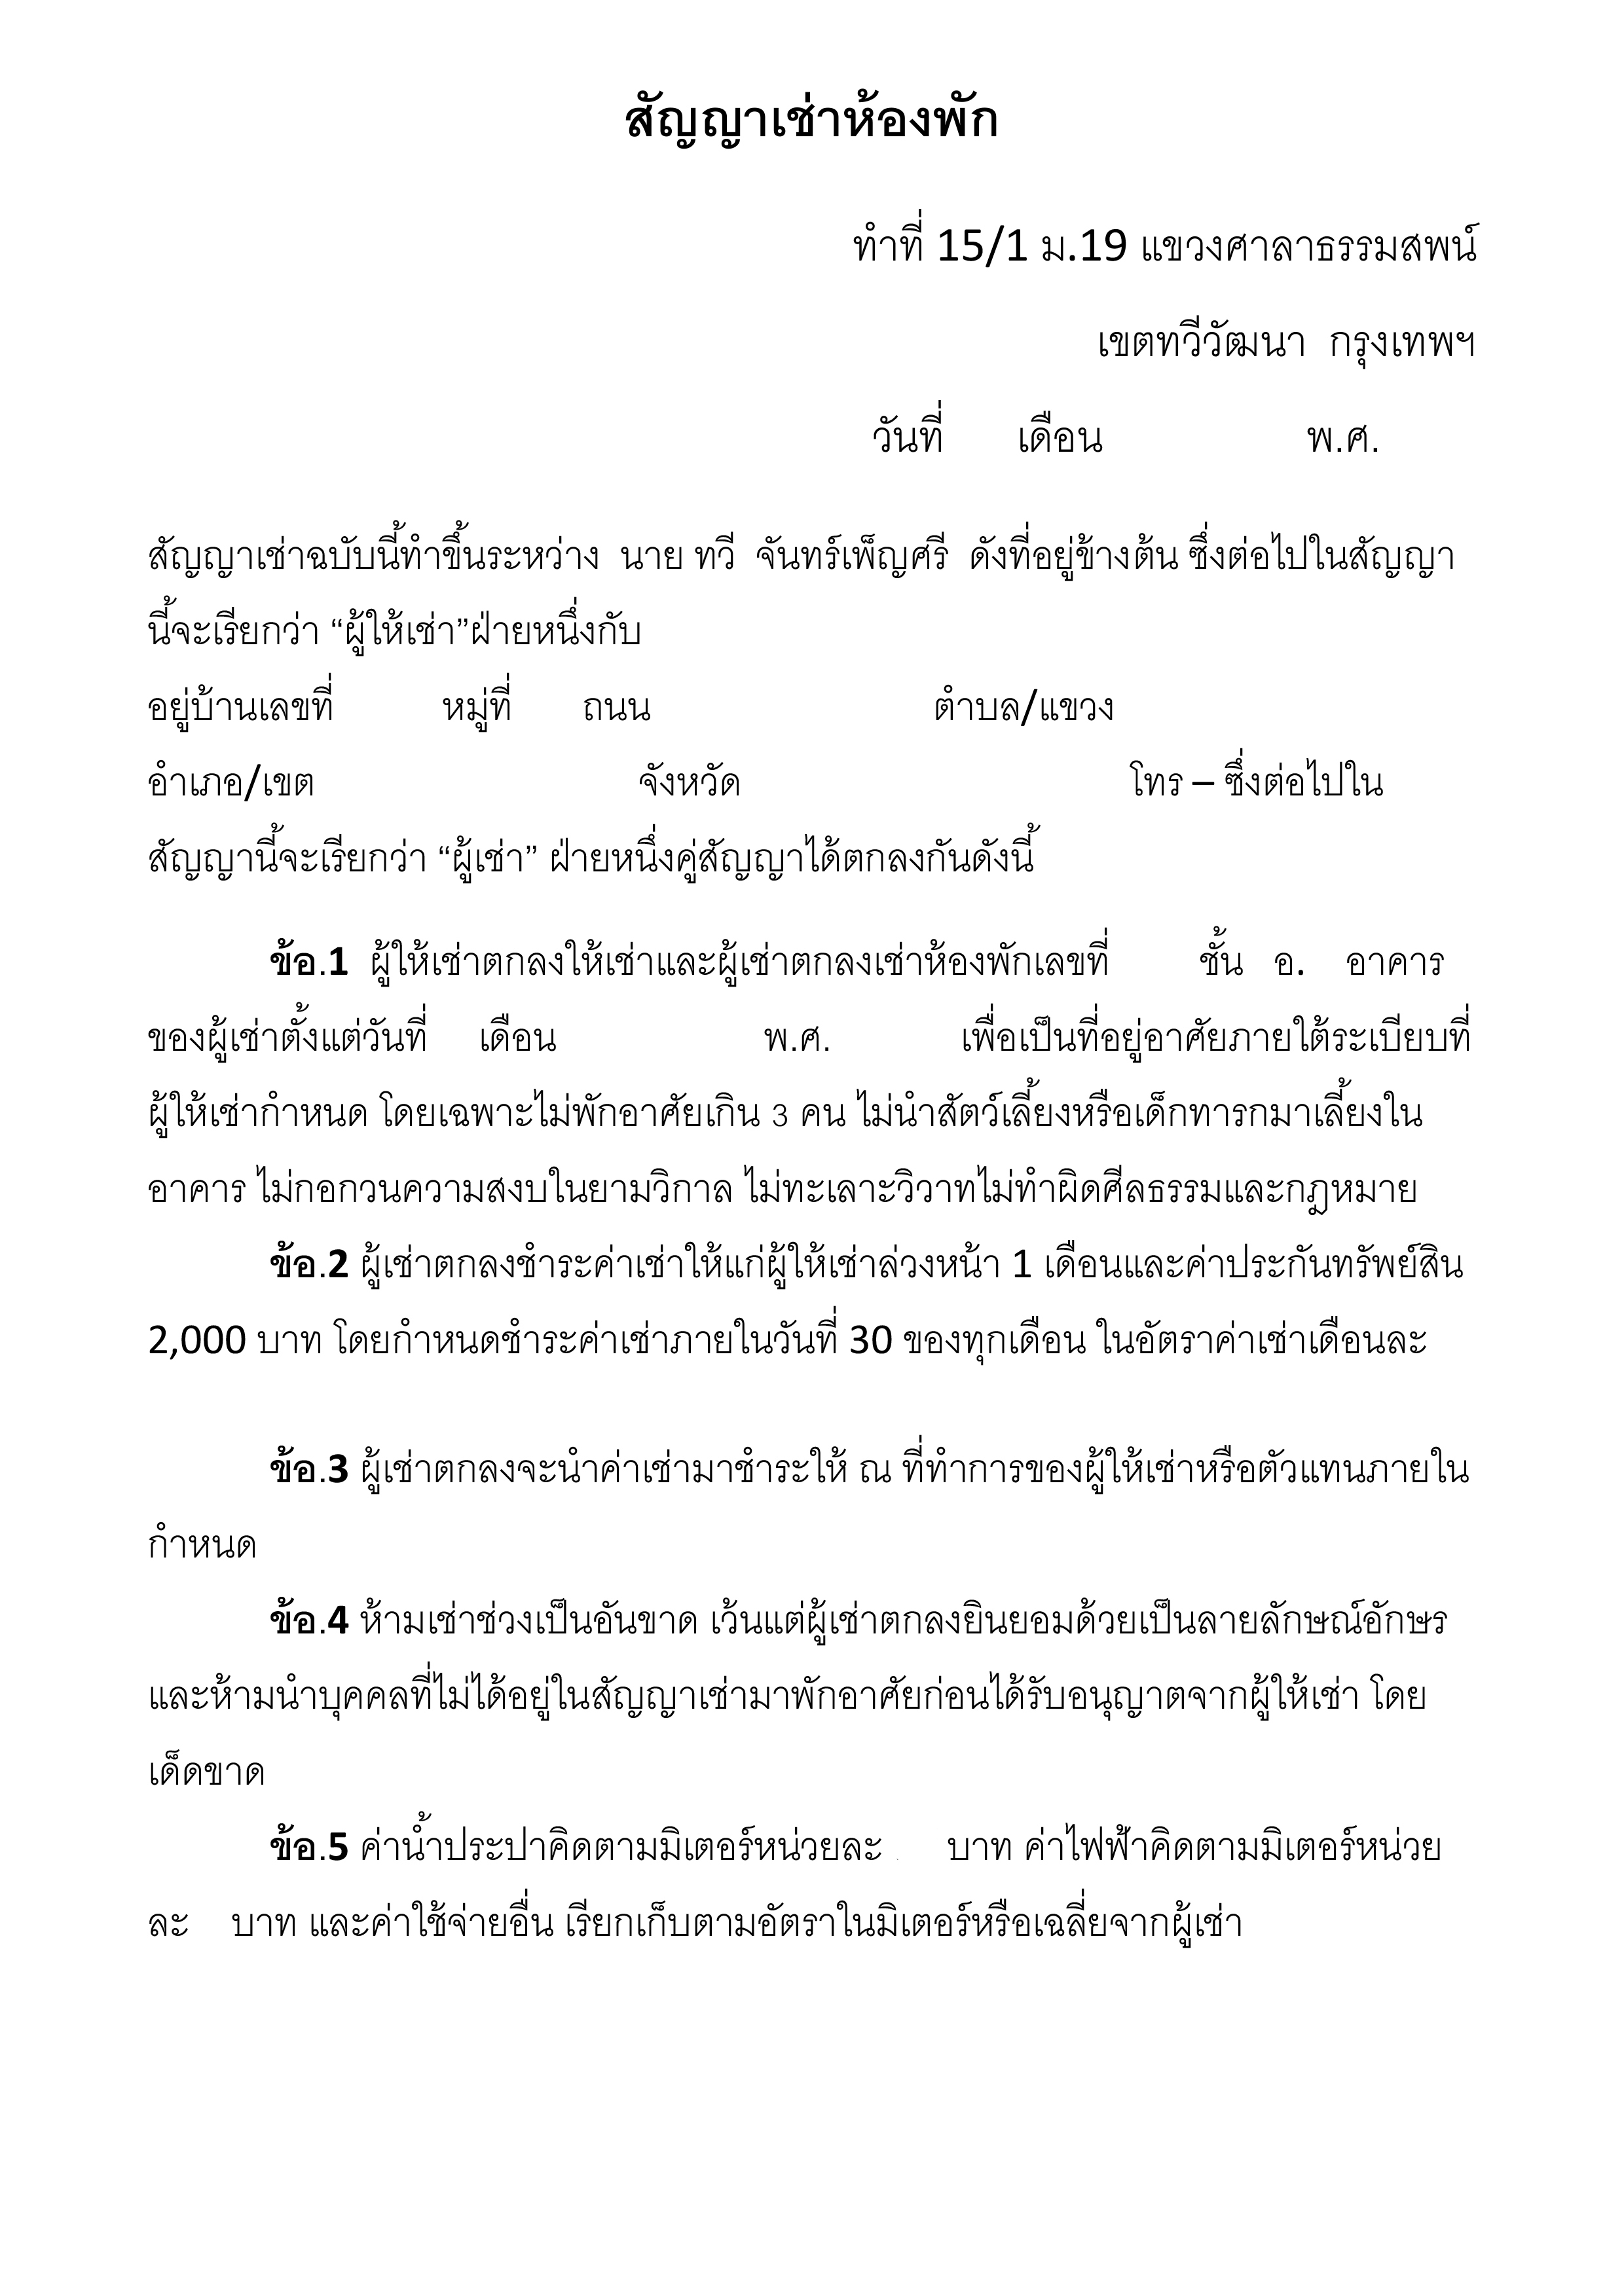 สัญญาเช่าห้องพัก
ทำที่ 15/1 ม.19 แขวงศาลาธรรมสพน์
เขตทวีวัฒนา กรุงเทพฯ
วันที่ เดือน พ.ศ.
สัญญาเช่าฉบับนี้ทำขึ้นระหว่าง นาย ทวี จันทร์เพ็ญศรี ดังที่อยู่ข้างต้น ซึ่งต่อไปในสัญญา
นี้จะเรียกว่า “ผู้ให้เช่า”ฝ่ายหนึ่งกับ
อยู่บ้านเลขที่ หมู่ที่ ถนน ตำบล/แขวง
อำเภอ/เขต จังหวัด โทร – ซึ่งต่อไปใน
สัญญานี้จะเรียกว่า “ผู้เช่า” ฝ่ายหนึ่งคู่สัญญาได้ตกลงกันดังนี้
ข้อ.1 ผู้ให้เช่าตกลงให้เช่าและผู้เช่าตกลงเช่าห้องพักเลขที่ ชั้น อ. อาคาร
ของผู้เช่าตั้งแต่วันที่ เดือน พ.ศ. เพื่อเป็นที่อยู่อาศัยภายใต้ระเบียบที่
ผู้ให้เช่ากำหนด โดยเฉพาะไม่พักอาศัยเกิน 3 คน ไม่นำสัตว์เลี้ยงหรือเด็กทารกมาเลี้ยงใน
อาคาร ไม่กอกวนความสงบในยามวิกาล ไม่ทะเลาะวิวาทไม่ทำผิดศีลธรรมและกฎหมาย
ข้อ.2 ผู้เช่าตกลงชำระค่าเช่าให้แก่ผู้ให้เช่าล่วงหน้า 1 เดือนและค่าประกันทรัพย์สิน
2,000 บาท โดยกำหนดชำระค่าเช่าภายในวันที่ 30 ของทุกเดือน ในอัตราค่าเช่าเดือนละ
ข้อ.3 ผู้เช่าตกลงจะนำค่าเช่ามาชำระให้ ณ ที่ทำการของผู้ให้เช่าหรือตัวแทนภายใน
กำหนด
ข้อ.4 ห้ามเช่าช่วงเป็นอันขาด เว้นแต่ผู้เช่าตกลงยินยอมด้วยเป็นลายลักษณ์อักษร
และห้ามนำบุคคลที่ไม่ได้อยู่ในสัญญาเช่ามาพักอาศัยก่อนได้รับอนุญาตจากผู้ให้เช่า โดย
เด็ดขาด
ข้อ.5 ค่าน้ำประปาคิดตามมิเตอร์หน่วยละ บาท ค่าไฟฟ้าคิดตามมิเตอร์หน่วย
ละ บาท และค่าใช้จ่ายอื่น เรียกเก็บตามอัตราในมิเตอร์หรือเฉลี่ยจากผู้เช่า